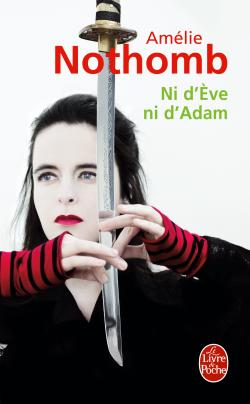 Amélie
Nothomb
Ni d'Ève
ni d'Adam
Le
Livre
de
Poche